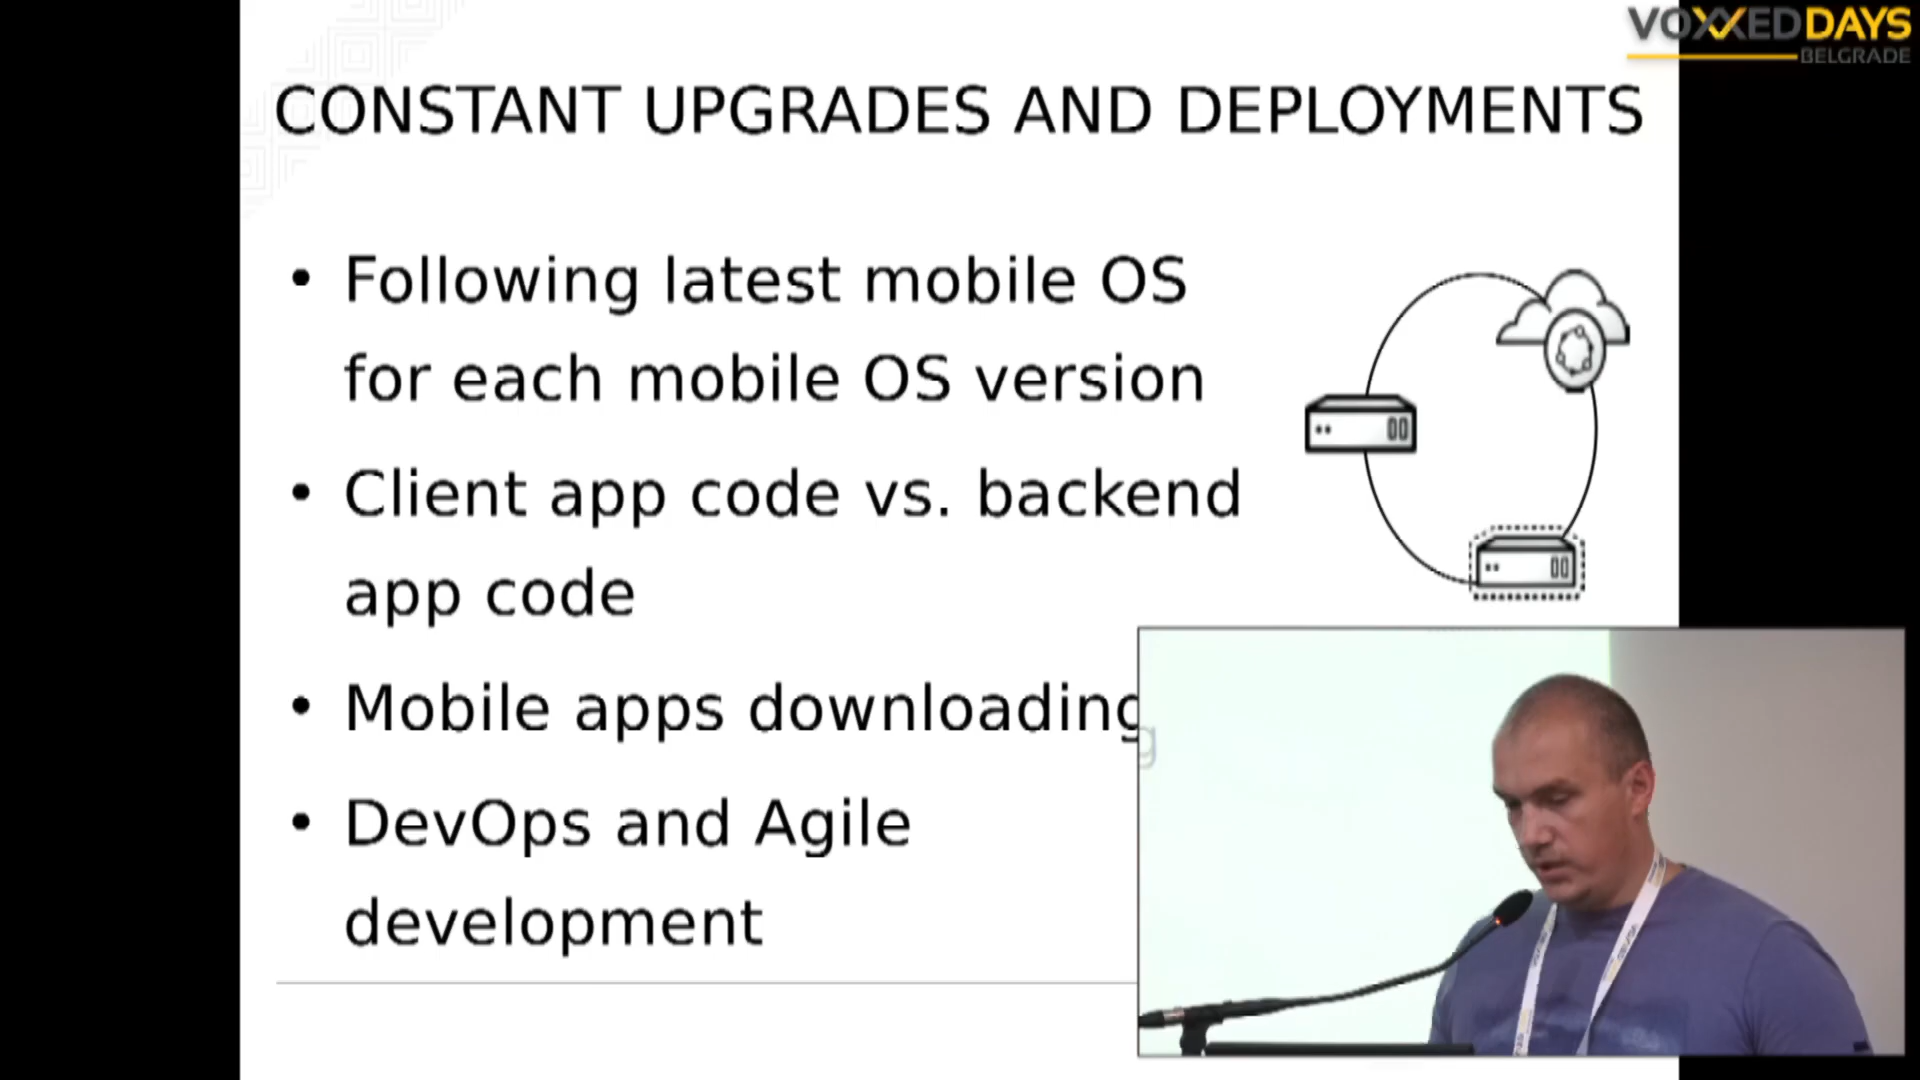 VOXXED DAYS
BELGRADE
CONSTANT UPGRADES AND DEPLOYMENTS
• Following latest mobile OS
for each mobile OS version
• Client app code vs. backend
app code
• Mobile apps downloading
• DevOps and Agile
development